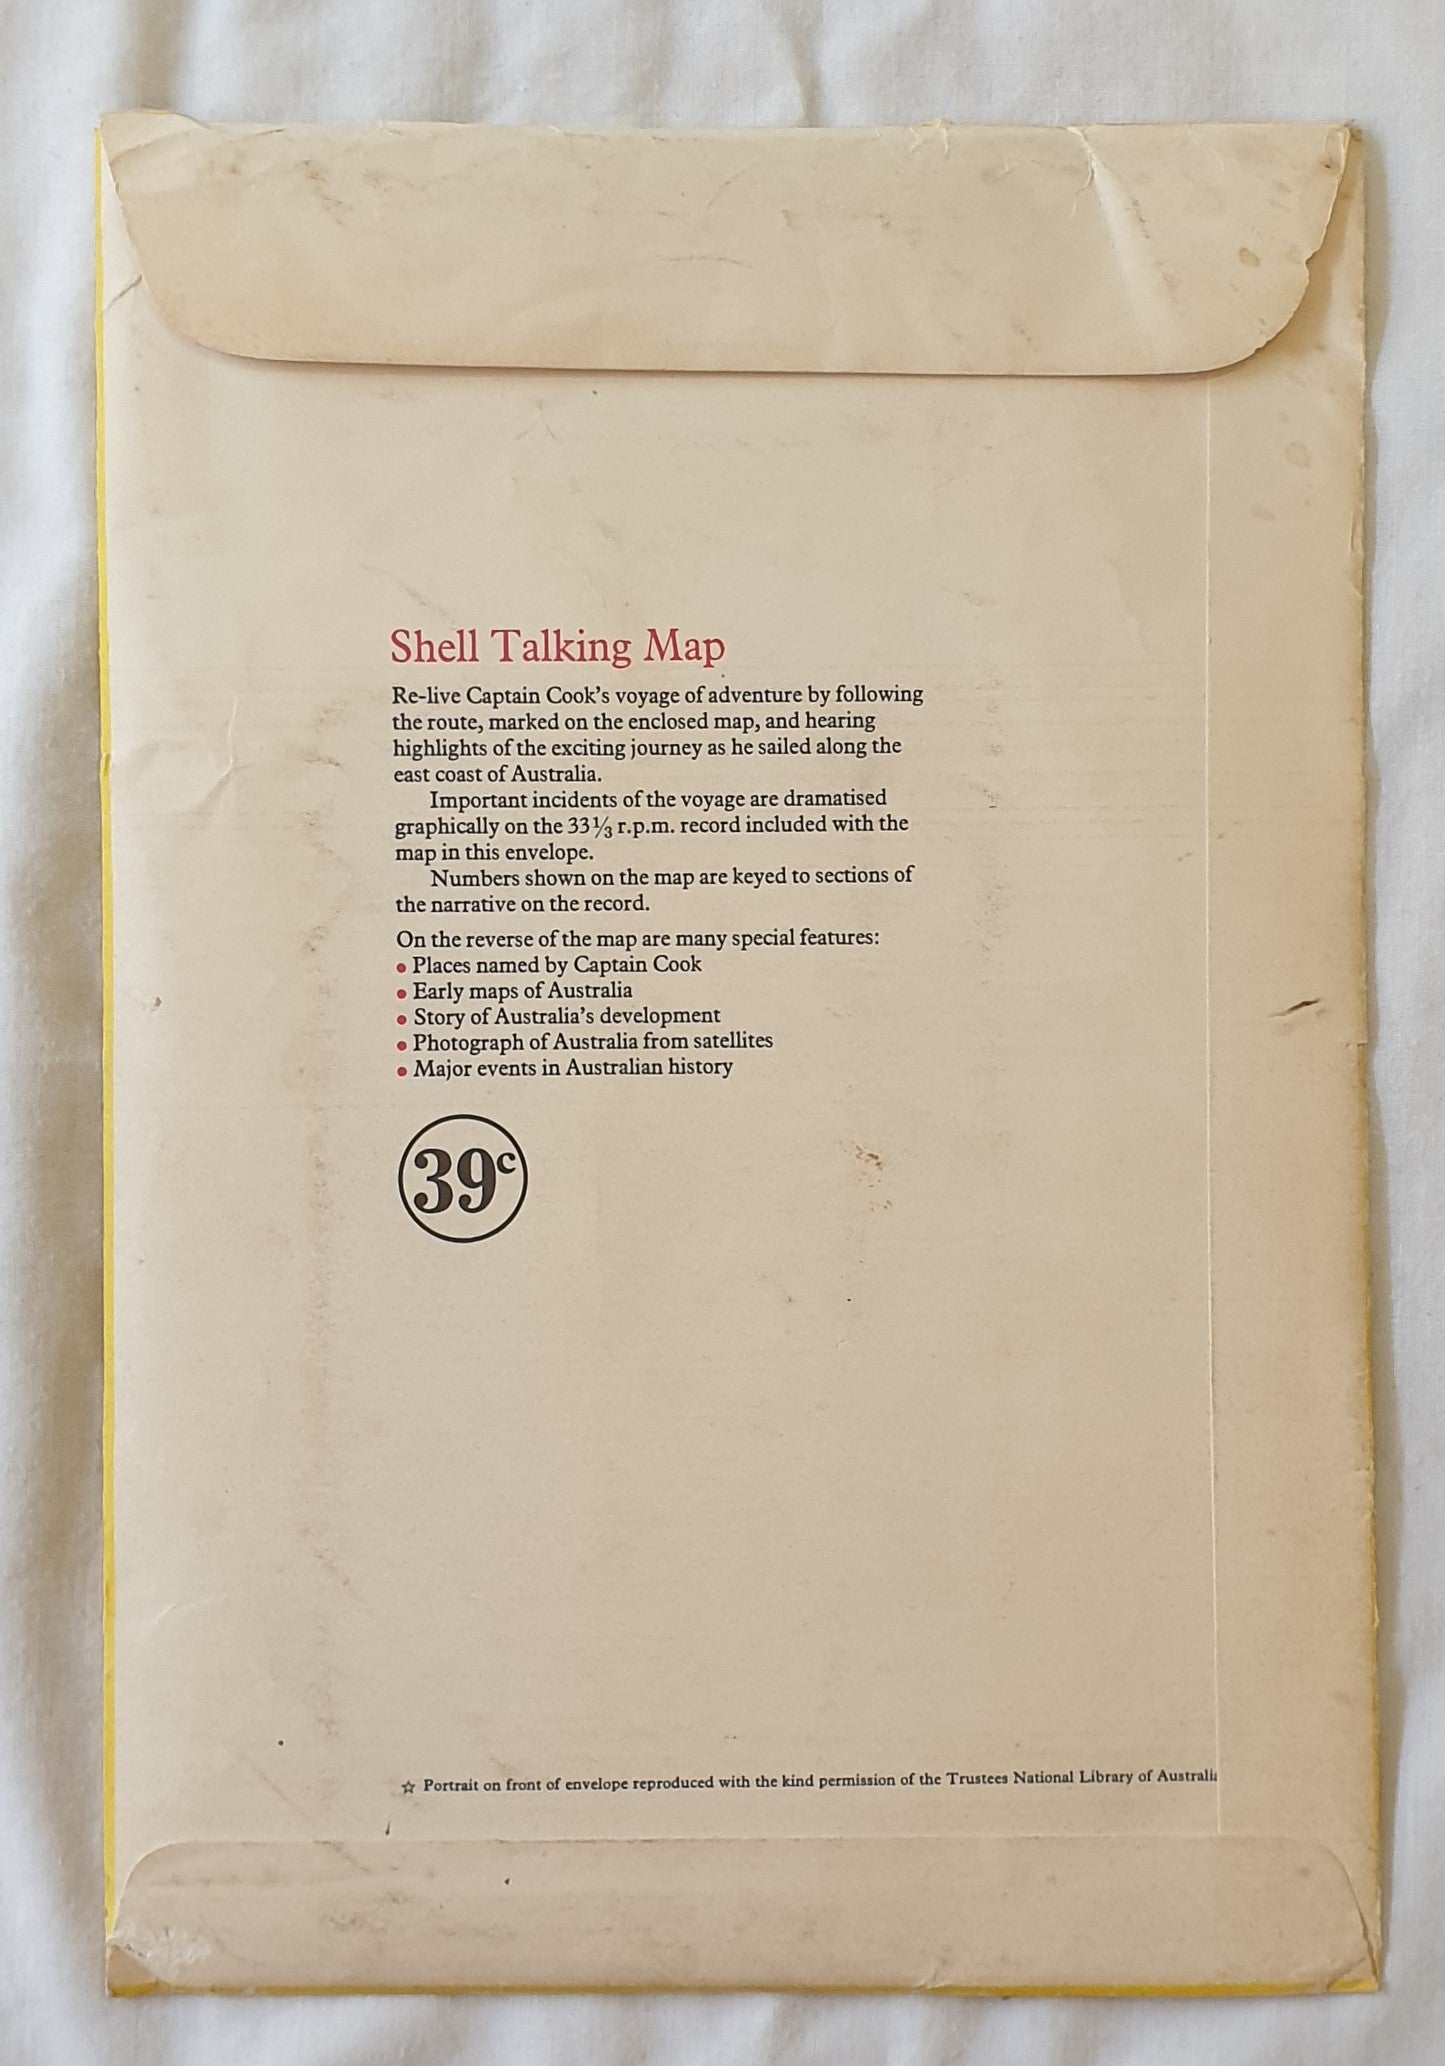 Shell Talking Map
Re-live Captain Cook's voyage of adventure by following
the route, marked on the enclosed map, and hearing
highlights of the exciting journey as he sailed along the
east coast of Australia.
Important incidents of the voyage are dramatised
graphically on the 33⅓ r.p.m. record included with the
map in this envelope.
Numbers shown on the map are keyed to sections of
the narrative on the record.
On the reverse of the map are many special features:
• Places named by Captain Cook
• Early maps of Australia
• Story of Australia's development
• Photograph of Australia from satellites
• Major events in Australian history
39c
☆ Portrait on front of envelope reproduced with the kind permission of the Trustees National Library of Australi